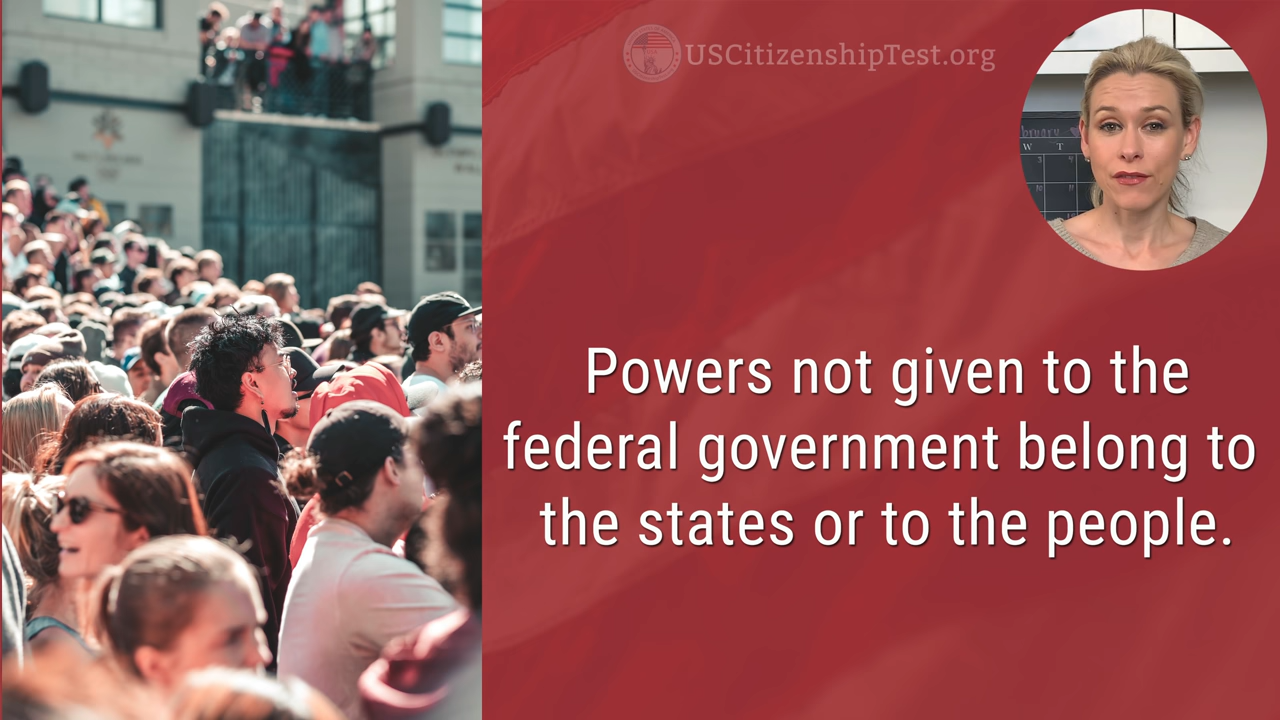 USCitizenshipTest.org
W T
Powers not given to the
federal government belong to
the states or to the people.